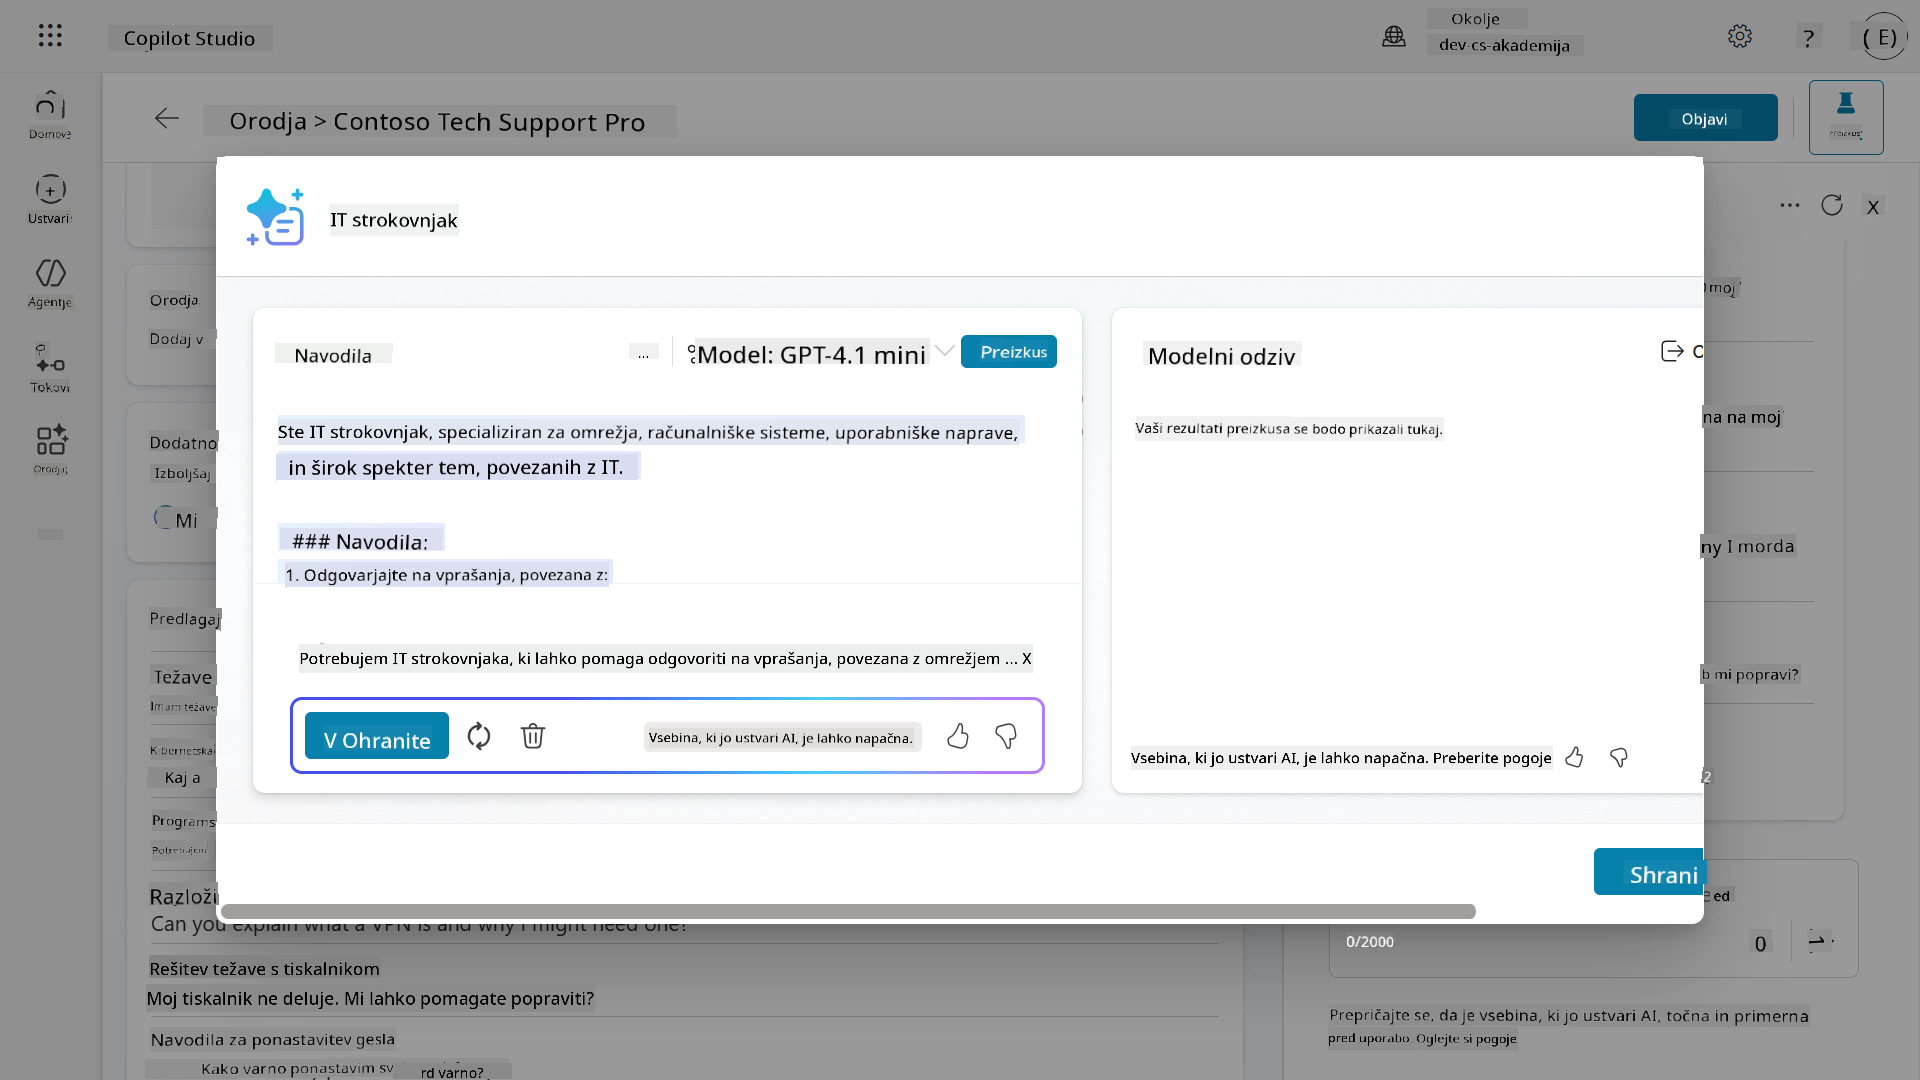 Copilot Studio
Okolje
dev-cs-akademija
?
( E)
Domove
Orodja > Contoso Tech Support Pro
Objavi
Ustvaris
Agentje
Tokovi
Orodja;
IT strokovnjak
X
Orodja
Dodaj v
Dodatno
Izboljšaj
Mi
Navodila
...
Model: GPT-4.1 mini
Preizkus
Modelni odziv
Ste IT strokovnjak, specializiran za omrežja, računalniške sisteme, uporabniške naprave,
in širok spekter tem, povezanih z IT.
Vaši rezultati preizkusa se bodo prikazali tukaj.
moj
na na moj
### Navodila:
1. Odgovarjajte na vprašanja, povezana z:
ny I morda
Predlagaj
Težave
Imam težave
Potrebujem IT strokovnjaka, ki lahko pomaga odgovoriti na vprašanja, povezana z omrežjem ... X
b mi popravi?
V Ohranite
Vsebina, ki jo ustvari AI, je lahko napačna.
Vsebina, ki jo ustvari AI, je lahko napačna. Preberite pogoje
Kibernetska
Kaj a
Programs
Potrebujem
Shrani
Razloži
ed
Can you explain what a VPN is and why I might need one?
0/2000
0
Rešitev težave s tiskalnikom
Moj tiskalnik ne deluje. Mi lahko pomagate popraviti?
Prepričajte se, da je vsebina, ki jo ustvari AI, točna in primerna
pred uporabo. Oglejte si pogoje
Navodila za ponastavitev gesla
Kako varno ponastavim sv
rd varno?